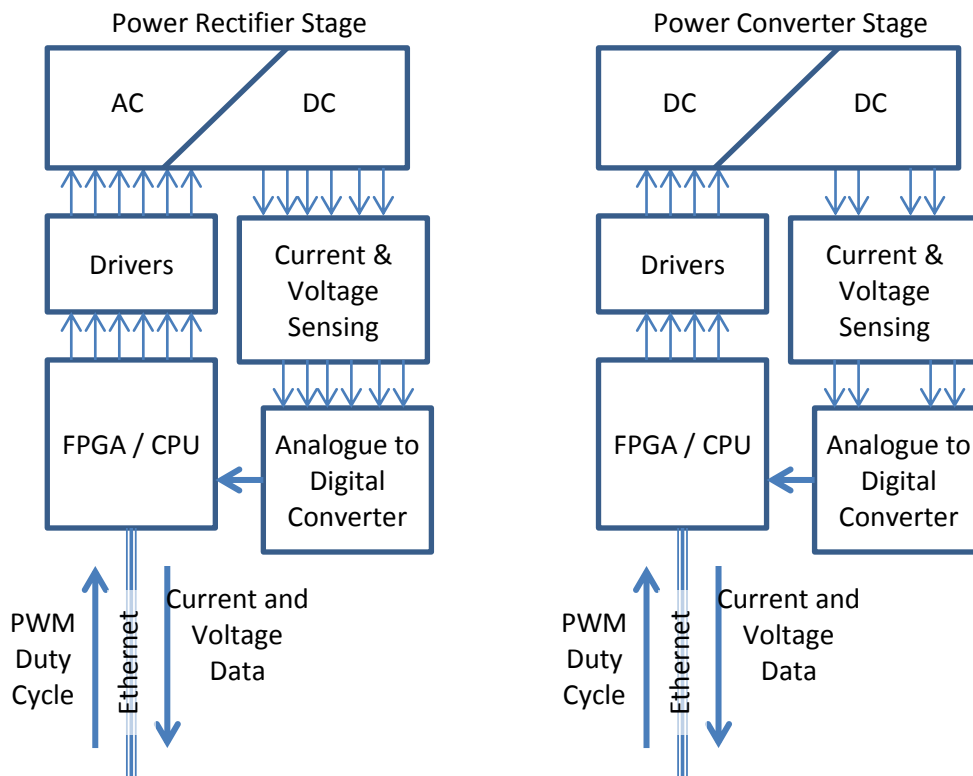 Power Rectifier Stage
AC
DC
Drivers
Current &
Voltage
Sensing
FPGA / CPU
Analogue to
Digital
Converter
PWM
Duty
Cycle
Ethernet
Current and
Voltage
Data
Power Converter Stage
DC
DC
Drivers
Current &
Voltage
Sensing
FPGA / CPU
Analogue to
Digital
Converter
PWM
Duty
Cycle
Ethernet
Current and
Voltage
Data